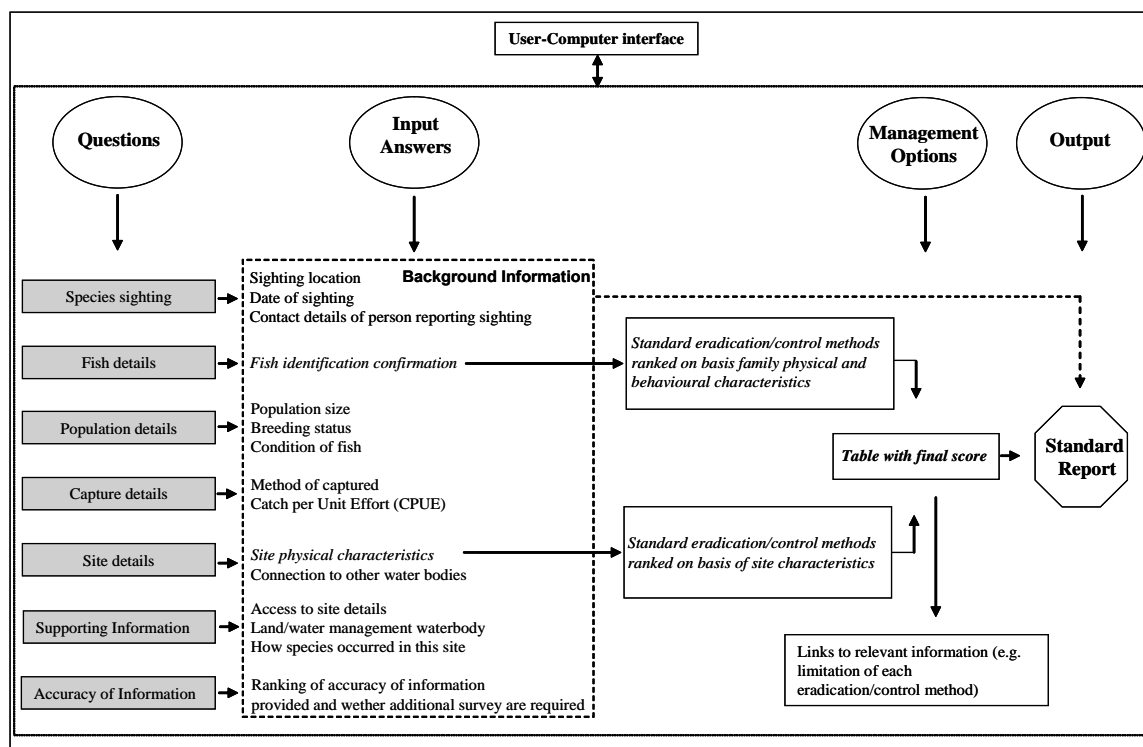 User-Computer interface
Questions
Input
Answers
Management
Options
Output
Background Information
Species sighting
Sighting location
Date of sighting
Contact details of person reporting sighting
Fish details
Fish identification confirmation
Standard eradication/control methods
ranked on basis family physical and
behavioural characteristics
Population details
Population size
Breeding status
Condition of fish
Table with final score
Standard
Report
Capture details
Method of captured
Catch per Unit Effort (CPUE)
Site details
Site physical characteristics
Connection to other water bodies
Standard eradication/control methods
ranked on basis of site characteristics
Supporting Information
Access to site details
Land/water management waterbody
How species occurred in this site
Links to relevant information (e.g.
limitation of each
eradication/control method)
Accuracy of Information
Ranking of accuracy of information
provided and wether additional survey are required